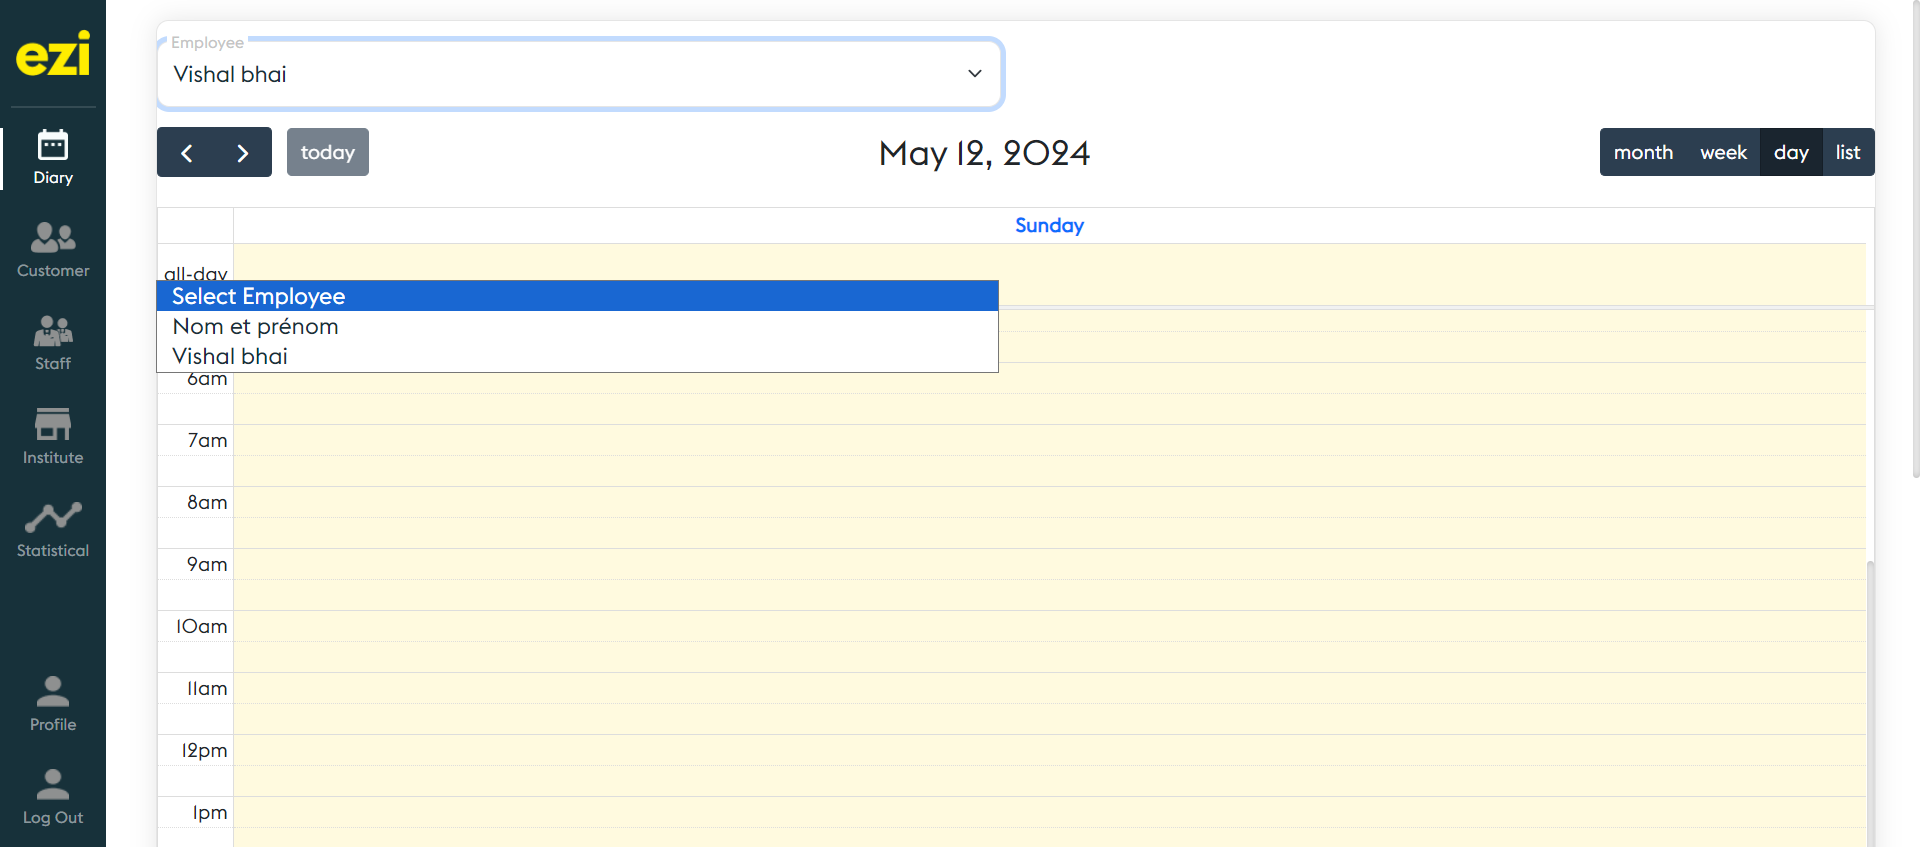 ezi
Diary
Customer
Staff
Institute
Statistical
Profile
Log Out
Employee
Vishal bhai
today
May 12, 2024
month week day list
Sunday
all-day
Select Employee
Nom et prénom
Vishal bhai
6am
7am
8am
9am
10am
11am
12pm
1pm